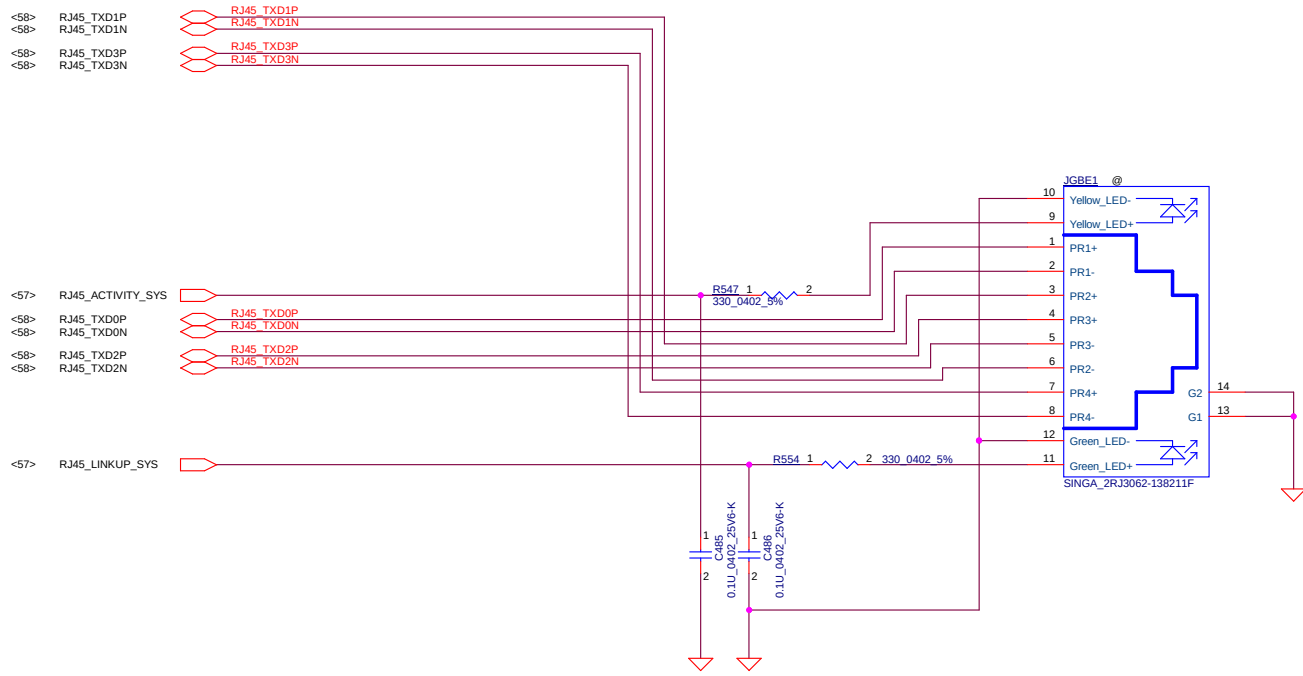 <58> RJ45_TXD1P RJ45_TXD1P
<58> RJ45_TXD1N RJ45_TXD1N
<58> RJ45_TXD3P RJ45_TXD3P
<58> RJ45_TXD3N RJ45_TXD3N
JGBE1 @
10 Yellow_LED-
9 Yellow_LED+
1 PR1+
2 PR1-
<57> RJ45_ACTIVITY_SYS R547 1 2 3 PR2+
330_0402_5%
<58> RJ45_TXD0P RJ45_TXD0P 4 PR3+
<58> RJ45_TXD0N RJ45_TXD0N 5 PR3-
<58> RJ45_TXD2P RJ45_TXD2P
<58> RJ45_TXD2N RJ45_TXD2N 6 PR2-
7 PR4+ G2 14
8 PR4- G1 13
12 Green_LED-
<57> RJ45_LINKUP_SYS R554 1 2 330_0402_5% 11 Green_LED+
SINGA_2RJ3062-138211F
1 C485 2
0.1U_0402_25V6-K
1 C486 2
0.1U_0402_25V6-K